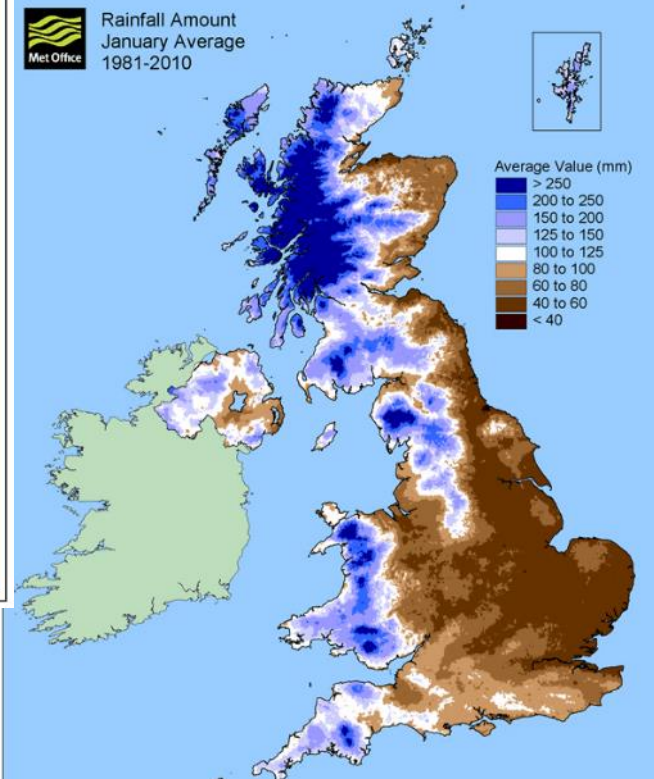 Met Office
Rainfall Amount
January Average
1981-2010
Average Value (mm)
> 250
200 to 250
150 to 200
125 to 150
100 to 125
80 to 100
60 to 80
40 to 60
< 40